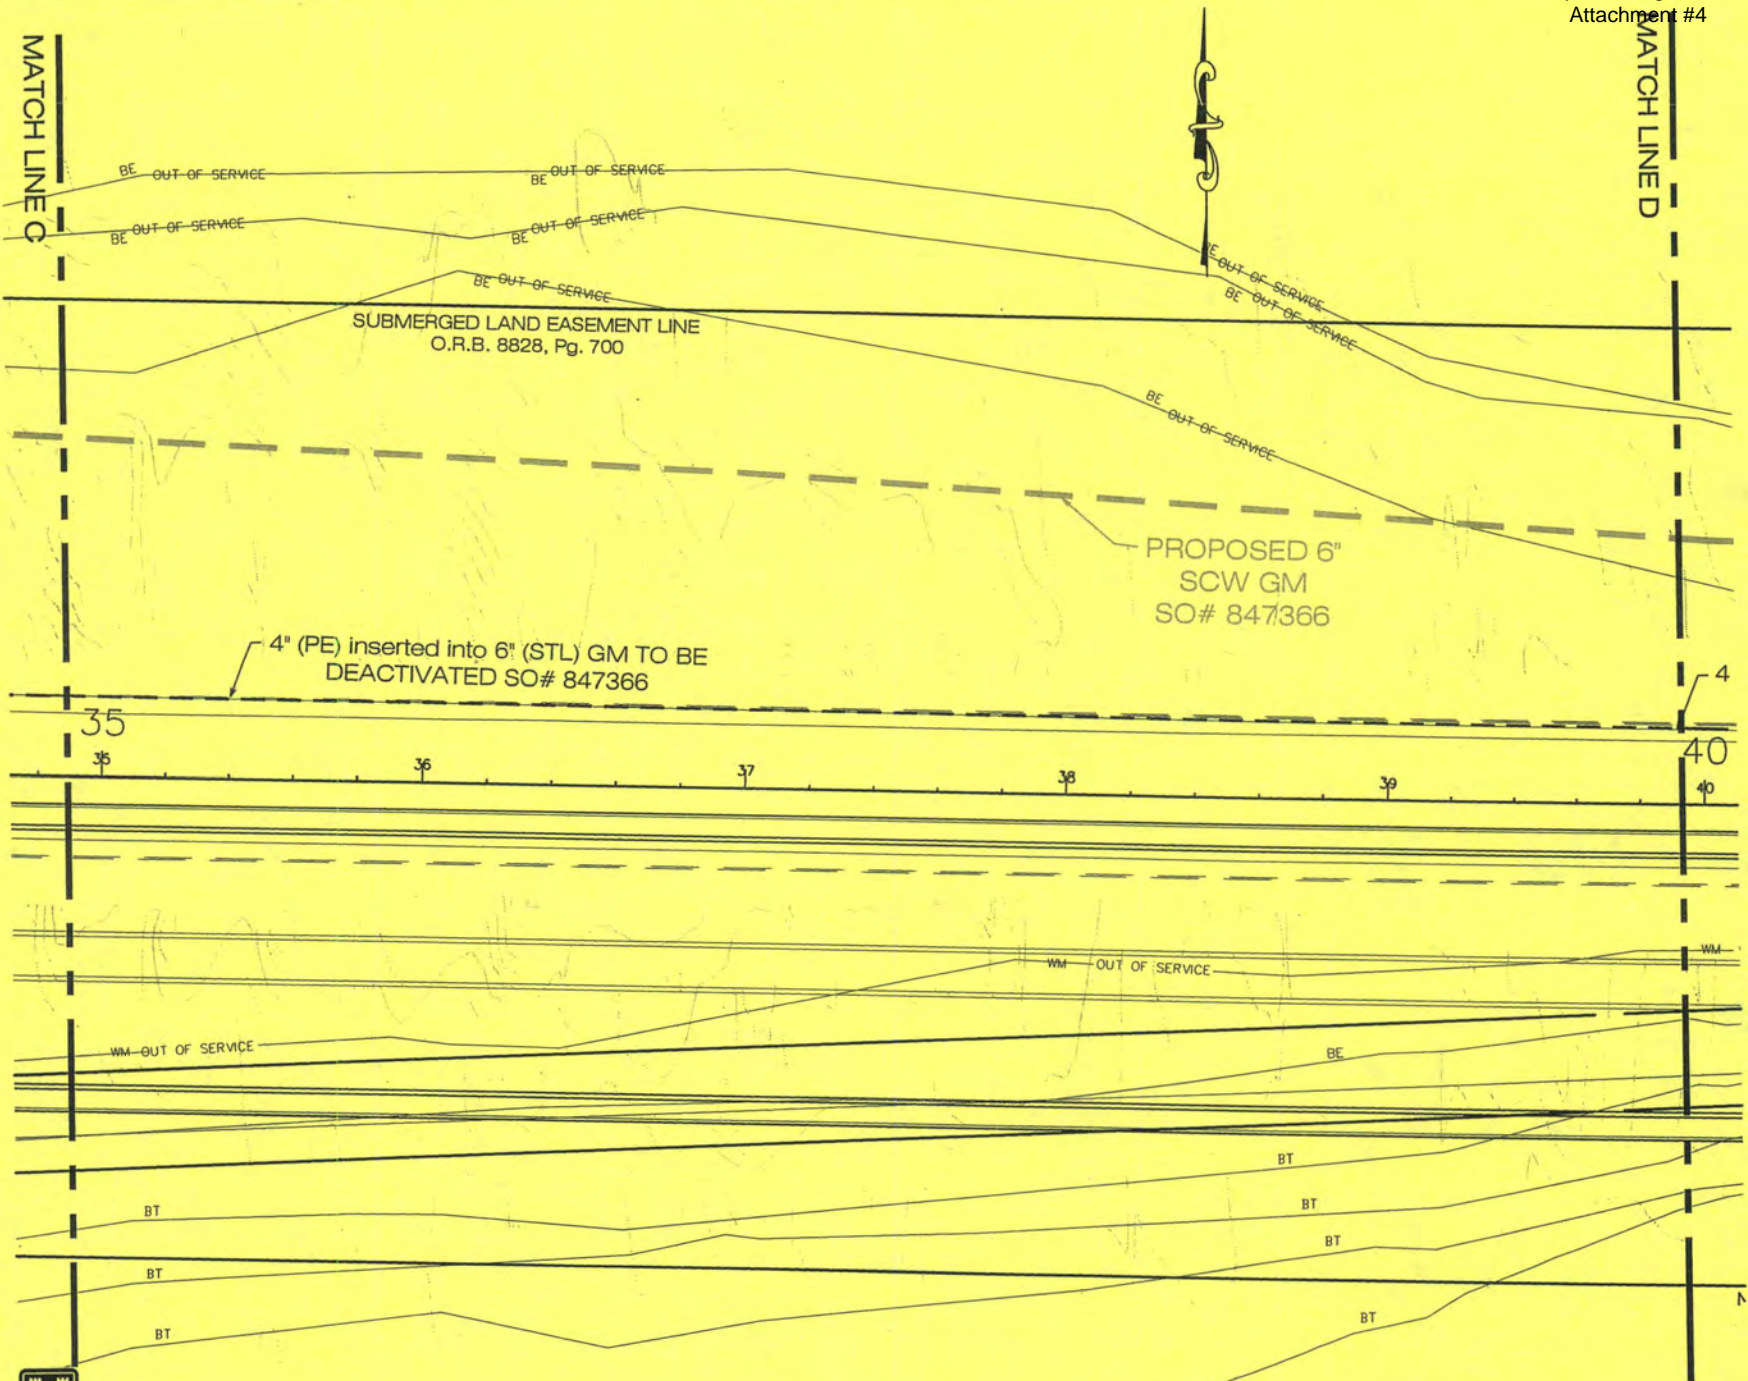 Attachment #4
MATCH LINE C
MATCH LINE D
BE OUT OF SERVICE
BE OUT OF SERVICE
BE OUT OF SERVICE
BE OUT OF SERVICE
BE OUT OF SERVICE
BE OUT OF SERVICE
BE OUT OF SERVICE
SUBMERGED LAND EASEMENT LINE
O.R.B. 8828, Pg. 700
BE OUT OF SERVICE
PROPOSED 6"
SCW GM
SO# 847366
4" (PE) inserted into 6" (STL) GM TO BE
DEACTIVATED SO# 847366
4
35
40
35
36
37
38
39
40
WM
WM OUT OF SERVICE
WM OUT OF SERVICE
BE
BT
BT
BT
BT
BT
BT
BT